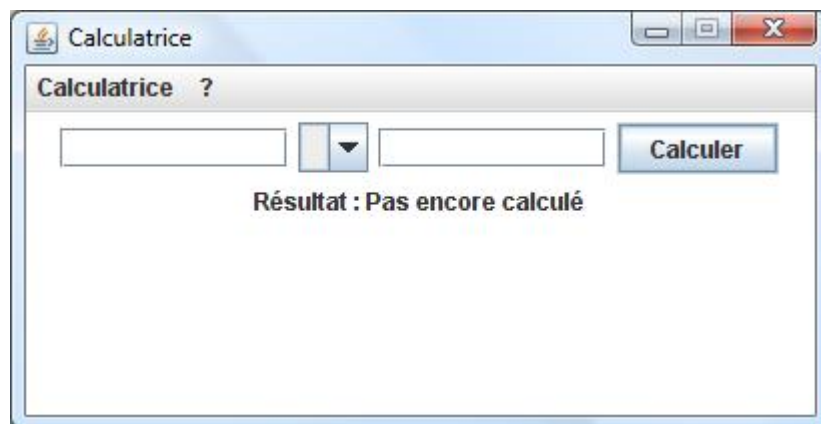 Calculatrice
Calculatrice ?
Calculer
Résultat : Pas encore calculé